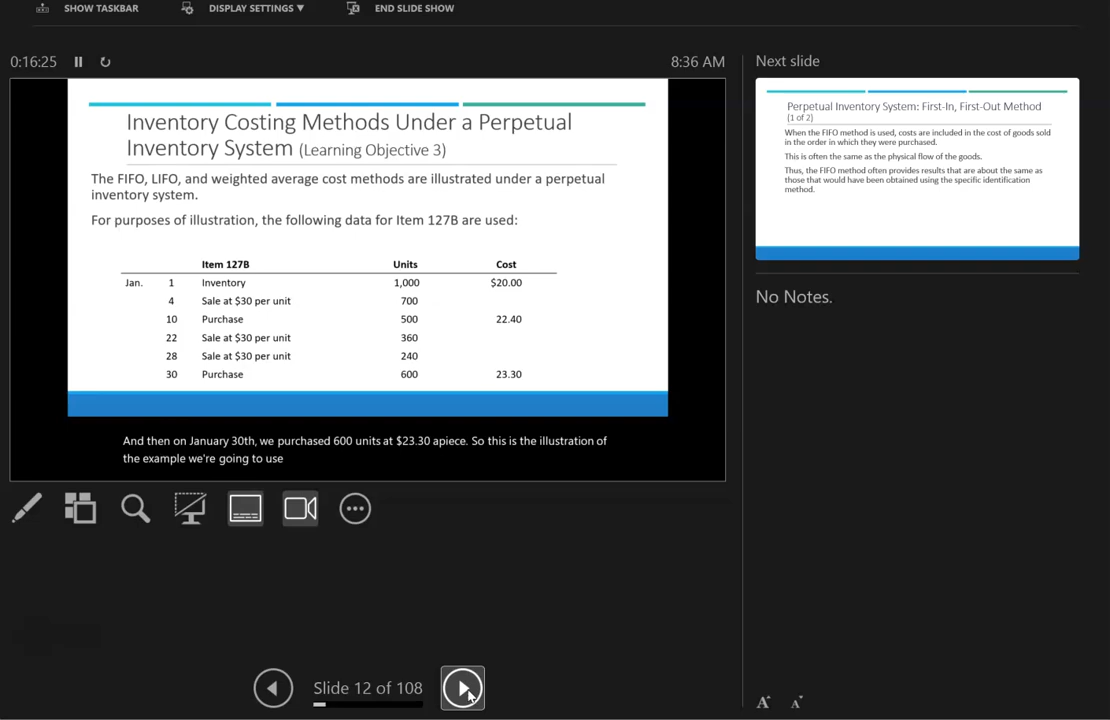 SHOW TASKBAR DISPLAY SETTINGS ▼ END SLIDE SHOW
0:16:25 8:36 AM
Inventory Costing Methods Under a Perpetual
Inventory System (Learning Objective 3)
The FIFO, LIFO, and weighted average cost methods are illustrated under a perpetual
inventory system.
For purposes of illustration, the following data for Item 127B are used:
Item 127B Units Cost
Jan. 1 Inventory 1,000 $20.00
4 Sale at $30 per unit 700
10 Purchase 500 22.40
22 Sale at $30 per unit 360
28 Sale at $30 per unit 240
30 Purchase 600 23.30
And then on January 30th, we purchased 600 units at $23.30 apiece. So this is the illustration of
the example we're going to use
Slide 12 of 108
Next slide
Perpetual Inventory System: First-In, First-Out Method
(1 of 2)
When the FIFO method is used, costs are included in the cost of goods sold
in the order in which they were purchased.
This is often the same as the physical flow of the goods.
Thus, the FIFO method often provides results that are about the same as
those that would have been obtained using the specific identification
method.
No Notes.
A A